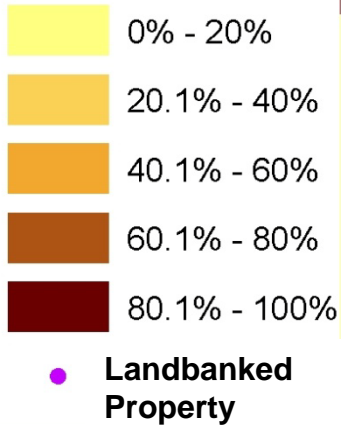 0% - 20%
20.1% - 40%
40.1% - 60%
60.1% - 80%
80.1% - 100%
Landbanked
Property